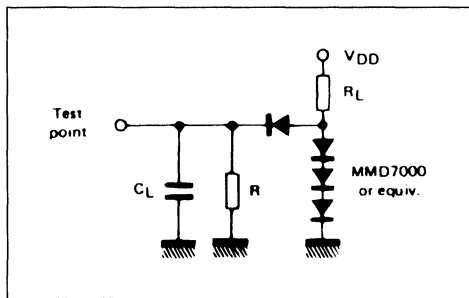 VDD
RL
Test
point
MMD7000
or equiv.
CL
R